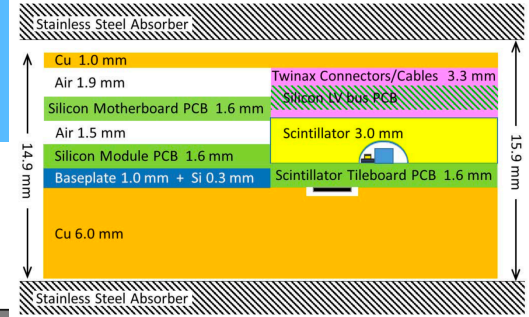 Stainless Steel Absorber
Cu 1.0 mm
Air 1.9 mm
Twinax Connectors/Cables 3.3 mm
Silicon LV bus PCB
Silicon Motherboard PCB 1.6 mm
Air 1.5 mm
Scintillator 3.0 mm
Silicon Module PCB 1.6 mm
Baseplate 1.0 mm + Si 0.3 mm
Scintillator Tileboard PCB 1.6 mm
14.9 mm
15.9 mm
Cu 6.0 mm
Stainless Steel Absorber